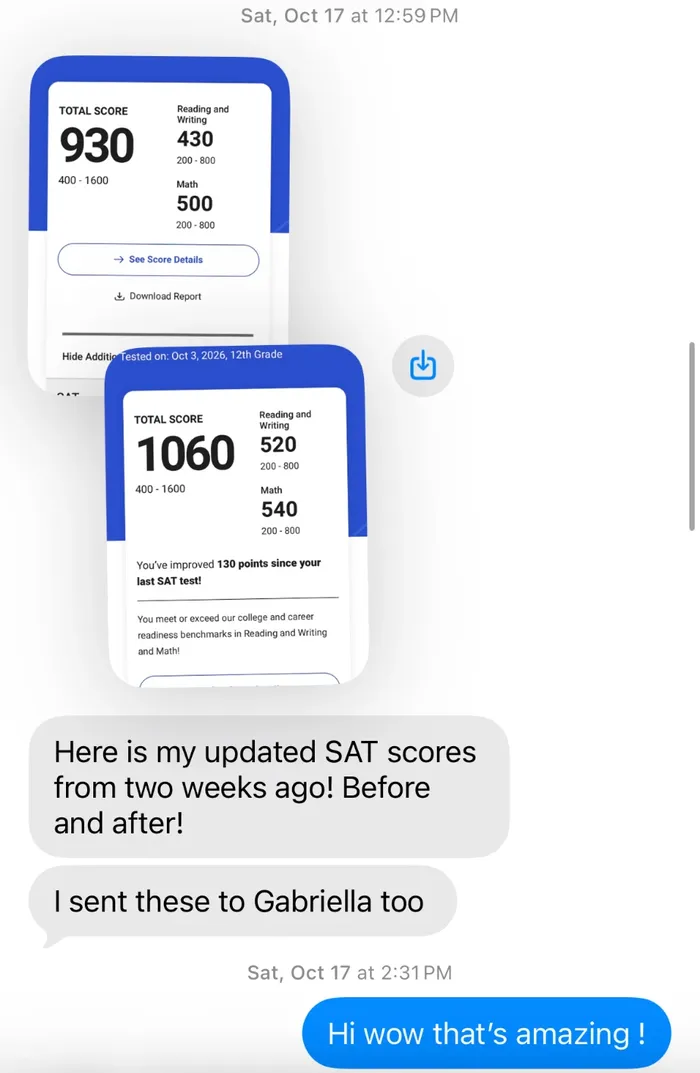 Sat, Oct 17 at 12:59 PM
TOTAL SCORE
930
400 - 1600
Reading and
Writing
430
200 - 800
Math
500
200 - 800
See Score Details
Download Report
Hide
Tested on: Oct 3, 2026, 12th Grade
TOTAL SCORE
1060
400 - 1600
Reading and
Writing
520
200 - 800
Math
540
200 - 800
You've improved 130 points since your
last SAT test!
You meet or exceed our college and career
readiness benchmarks in Reading and Writing
and Math!
Here is my updated SAT scores
from two weeks ago! Before
and after!
I sent these to Gabriella too
Sat, Oct 17 at 2:31 PM
Hi wow that's amazing !